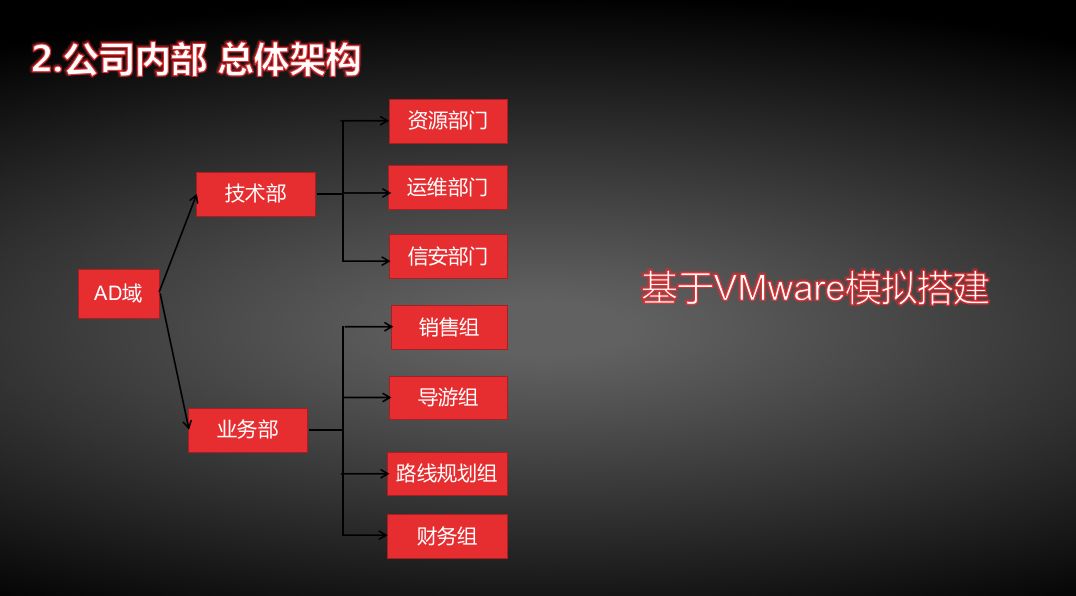 2.公司内部 总体架构
资源部门
技术部
运维部门
信安部门
AD域
基于VMware模拟搭建
销售组
导游组
业务部
路线规划组
财务组